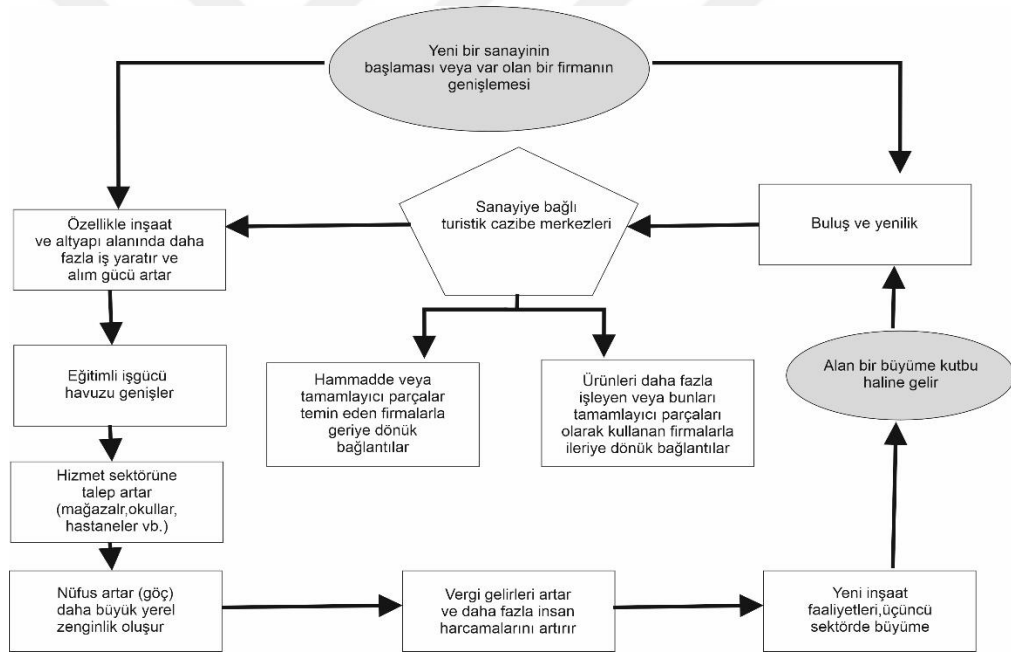 Yeni bir sanayinin
başlaması veya var olan bir firmanın
genişlemesi
Özellikle inşaat
ve altyapı alanında daha
fazla iş yaratır ve
alım gücü artar
Sanayiye bağlı
turistik cazibe merkezleri
Buluş ve yenilik
Eğitimli işgücü
havuzu genişler
Hammadde veya
tamamlayıcı parçalar
temin eden firmalarla
geriye dönük
bağlantılar
Ürünleri daha fazla
işleyen veya bunları
tamamlayıcı parçaları
olarak kullanan firmalarla
ileriye dönük bağlantılar
Alan bir büyüme kutbu
haline gelir
Hizmet sektörüne
talep artar
(mağazalr,okullar,
hastaneler vb.)
Nüfus artar (göç)
daha büyük yerel
zenginlik oluşur
Vergi gelirleri artar
ve daha fazla insan
harcamalarını artırır
Yeni inşaat
faaliyetleri,üçüncü
sektörde büyüme